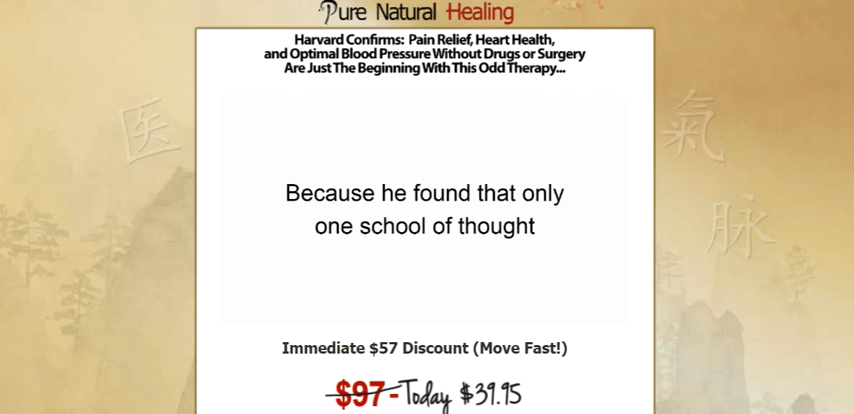 Pure Natural Healing
Harvard Confirms: Pain Relief, Heart Health,
and Optimal Blood Pressure Without Drugs or Surgery
Are Just The Beginning With This Odd Therapy...
医
氣
脉
Because he found that only
one school of thought
Immediate $57 Discount (Move Fast!)
$97 - Today $39.95